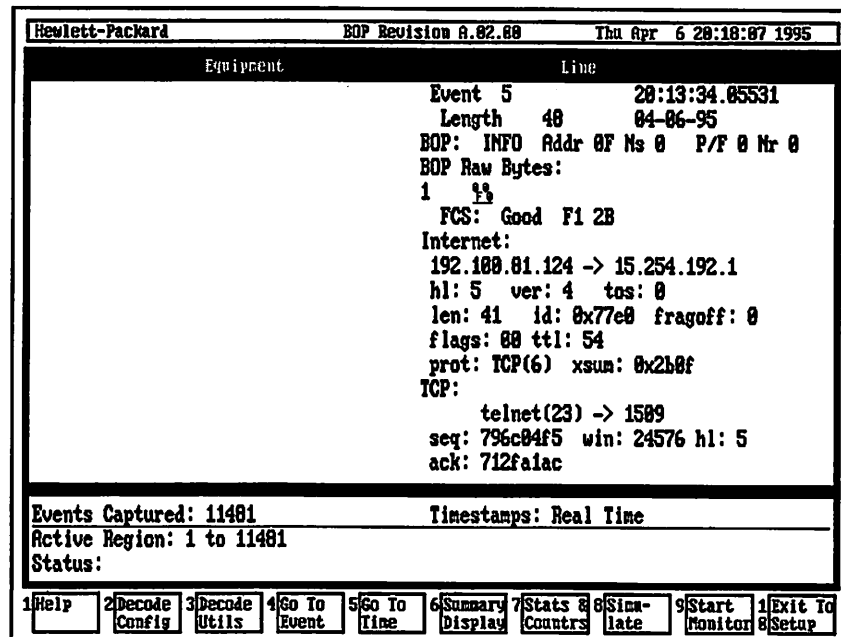 Hewlett-Packard BOP Revision A.02.00 Thu Apr 6 20:18:07 1995
Equipment Line
Event 5 20:13:34.05531
Length 48 04-06-95
BOP: INFO Addr 0F Ns 0 P/F 0 Nr 0
BOP Raw Bytes:
1
FCS: Good F1 2B
Internet:
192.100.81.124 -> 15.254.192.1
hl: 5 ver: 4 tos: 0
len: 41 id: 0x77e0 fragoff: 0
flags: 00 ttl: 54
prot: TCP(6) xsum: 0x2b0f
TCP:
telnet(23) -> 1509
seq: 796c04f5 win: 24576 hl: 5
ack: 712fa1ac
Events Captured: 11481 Timestamps: Real Time
Active Region: 1 to 11481
Status:
1 Help 2 Decode Config 3 Decode Utils 4 Go To Event 5 Go To Time 6 Summary Display 7 Stats & Countrs 8 Simu-late 9 Start Monitor 10 Exit To Setup